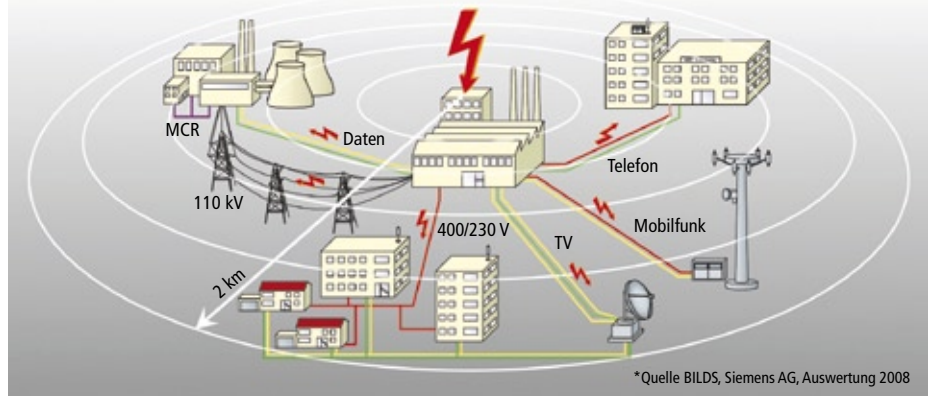 MCR
Daten
Telefon
110 kV
400/230 V
TV
Mobilfunk
2 km
*Quelle BILDS, Siemens AG, Auswertung 2008